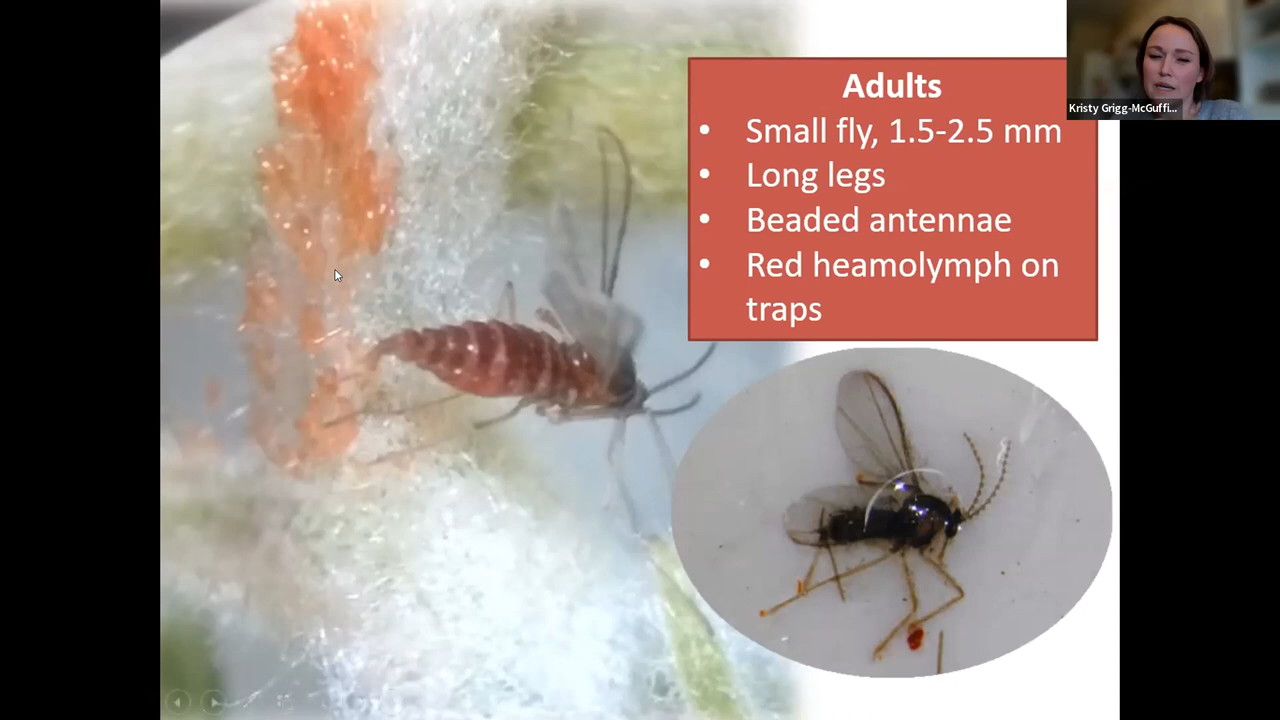 Adults
• Small fly, 1.5-2.5 mm
• Long legs
• Beaded antennae
• Red heamolymph on
traps
Kristy Grigg-McGuffi...